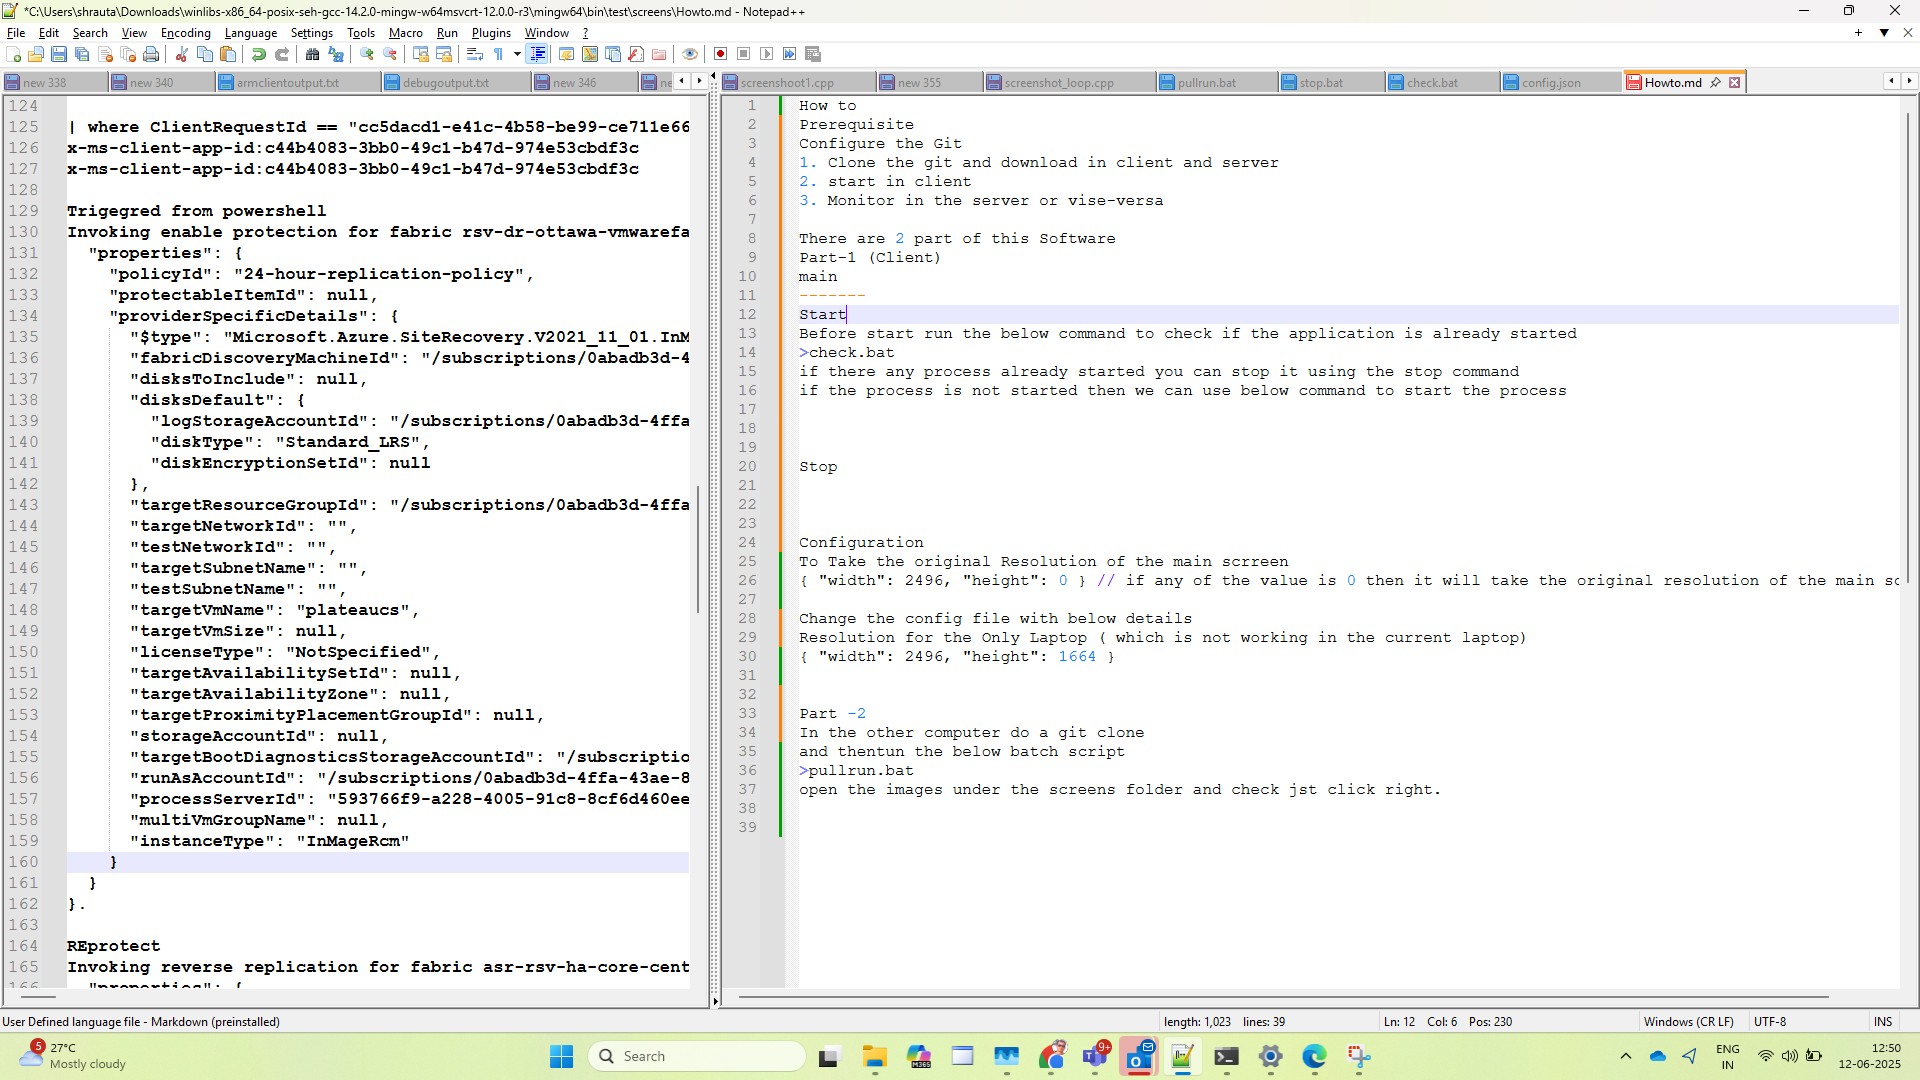 *C:\Users\shrauta\Downloads\winlibs-x86_64-posix-seh-gcc-14.2.0-mingw-w64msvcrt-12.0.0-r3\mingw64\bin\test\screens\Howto.md - Notepad++
File Edit Search View Encoding Language Settings Tools Macro Run Plugins Window ?
new 338 new 340 armclientoutput.txt debugoutput.txt new 346 ne
124
125 | where ClientRequestId == "cc5dacd1-e41c-4b58-be99-ce711e66
126 x-ms-client-app-id:c44b4083-3bb0-49c1-b47d-974e53cbdf3c
127 x-ms-client-app-id:c44b4083-3bb0-49c1-b47d-974e53cbdf3c
128
129 Trigegred from powershell
130 Invoking enable protection for fabric rsv-dr-ottawa-vmwarefa
131 "properties": {
132 "policyId": "24-hour-replication-policy",
133 "protectableItemId": null,
134 "providerSpecificDetails": {
135 "$type": "Microsoft.Azure.SiteRecovery.V2021_11_01.InM
136 "fabricDiscoveryMachineId": "/subscriptions/0abadb3d-4
137 "disksToInclude": null,
138 "disksDefault": {
139 "logStorageAccountId": "/subscriptions/0abadb3d-4ffa
140 "diskType": "Standard_LRS",
141 "diskEncryptionSetId": null
142 },
143 "targetResourceGroupId": "/subscriptions/0abadb3d-4ffa
144 "targetNetworkId": "",
145 "testNetworkId": "",
146 "targetSubnetName": "",
147 "testSubnetName": "",
148 "targetVmName": "plateaucs",
149 "targetVmSize": null,
150 "licenseType": "NotSpecified",
151 "targetAvailabilitySetId": null,
152 "targetAvailabilityZone": null,
153 "targetProximityPlacementGroupId": null,
154 "storageAccountId": null,
155 "targetBootDiagnosticsStorageAccountId": "/subscriptio
156 "runAsAccountId": "/subscriptions/0abadb3d-4ffa-43ae-8
157 "processServerId": "593766f9-a228-4005-91c8-8cf6d460ee
158 "multiVmGroupName": null,
159 "instanceType": "InMageRcm"
160 }
161 }
162 }.
163
164 REprotect
165 Invoking reverse replication for fabric asr-rsv-ha-core-cent
166 "properties": {
screenshoot1.cpp new 355 screenshot_loop.cpp pullrun.bat stop.bat check.bat config.json Howto.md
1 How to
2 Prerequisite
3 Configure the Git
4 1. Clone the git and download in client and server
5 2. start in client
6 3. Monitor in the server or vise-versa
7
8 There are 2 part of this Software
9 Part-1 (Client)
10 main
11 -------
12 Start
13 Before start run the below command to check if the application is already started
14 >check.bat
15 if there any process already started you can stop it using the stop command
16 if the process is not started then we can use below command to start the process
17
18
19
20 Stop
21
22
23
24 Configuration
25 To Take the original Resolution of the main scrreen
26 { "width": 2496, "height": 0 } // if any of the value is 0 then it will take the original resolution of the main sc
27
28 Change the config file with below details
29 Resolution for the Only Laptop ( which is not working in the current laptop)
30 { "width": 2496, "height": 1664 }
31
32
33 Part -2
34 In the other computer do a git clone
35 and thentun the below batch script
36 >pullrun.bat
37 open the images under the screens folder and check jst click right.
38
39
User Defined language file - Markdown (preinstalled) length: 1,023 lines: 39 Ln: 12 Col: 6 Pos: 230 Windows (CR LF) UTF-8 INS
5 27°C
Mostly cloudy
Search
M365
9+
ENG
IN
12:50
12-06-2025